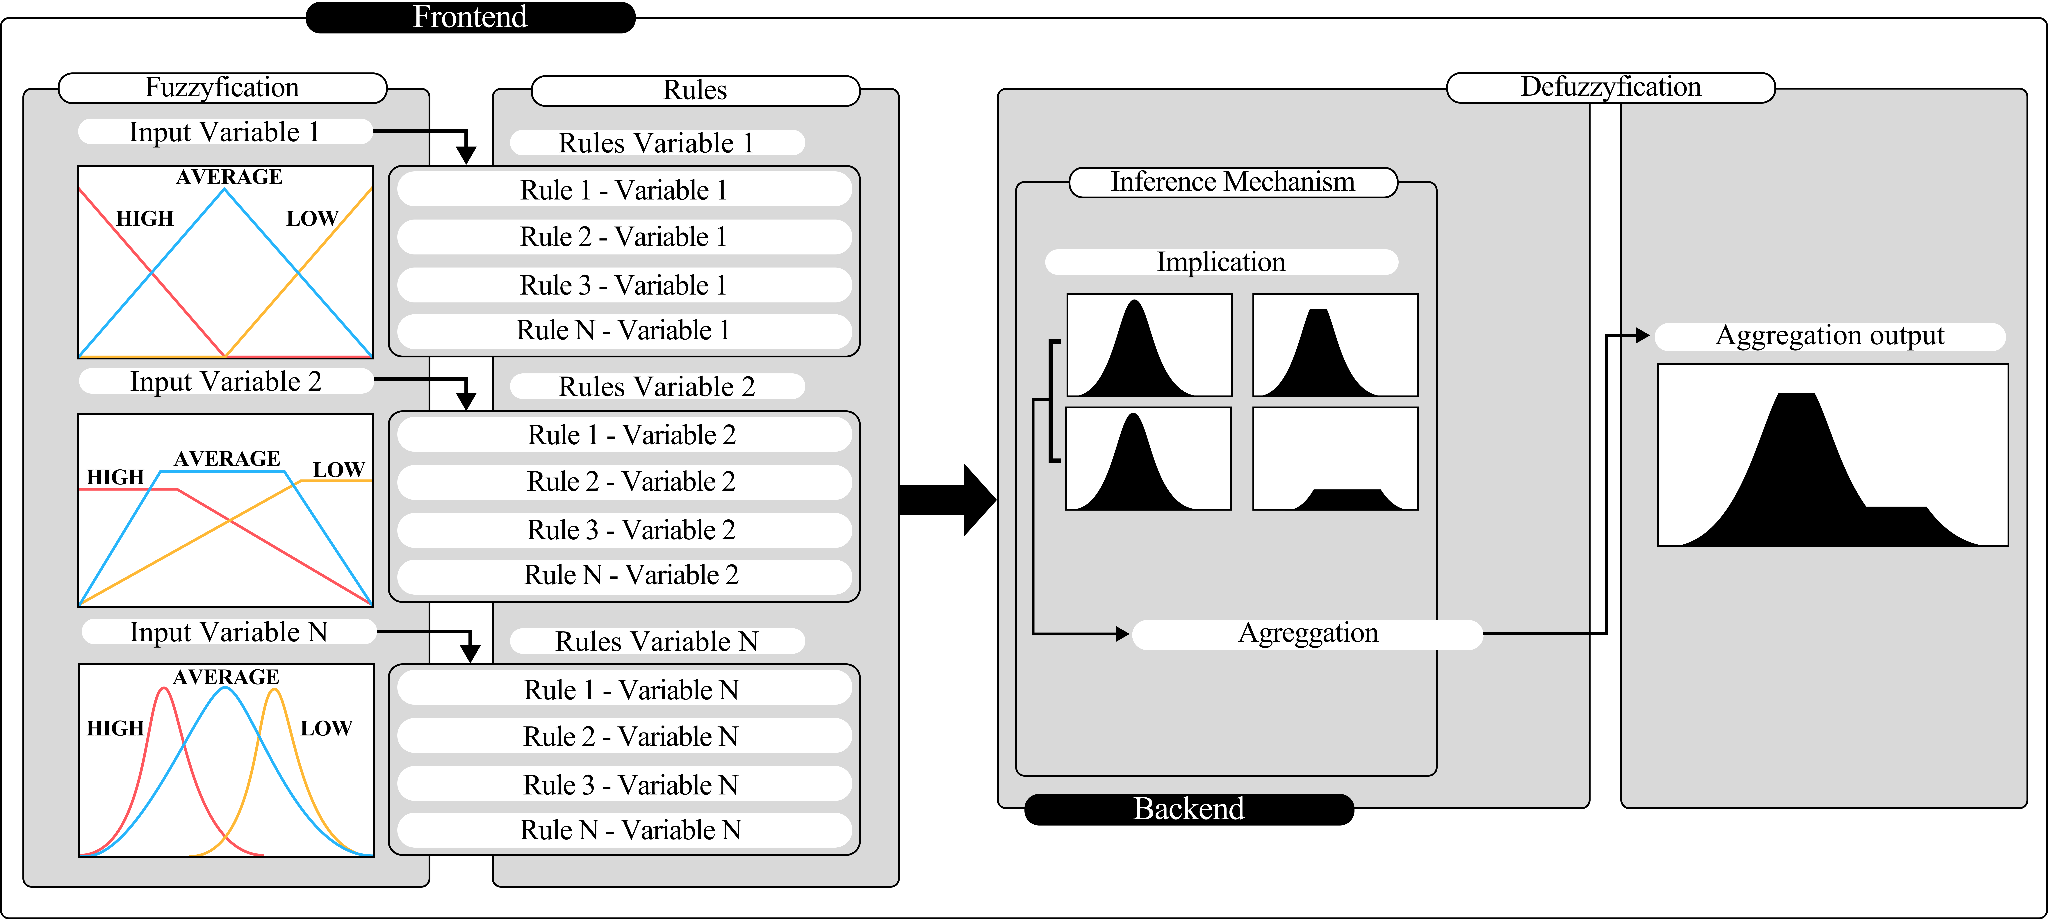 Frontend
Fuzzyfication
Input Variable 1
AVERAGE
HIGH
LOW
Input Variable 2
AVERAGE
HIGH
LOW
Input Variable N
AVERAGE
HIGH
LOW
Rules
Rules Variable 1
Rule 1 - Variable 1
Rule 2 - Variable 1
Rule 3 - Variable 1
Rule N - Variable 1
Rules Variable 2
Rule 1 - Variable 2
Rule 2 - Variable 2
Rule 3 - Variable 2
Rule N - Variable 2
Rules Variable N
Rule 1 - Variable N
Rule 2 - Variable N
Rule 3 - Variable N
Rule N - Variable N
Defuzzyfication
Inference Mechanism
Implication
Agreggation
Backend
Aggregation output